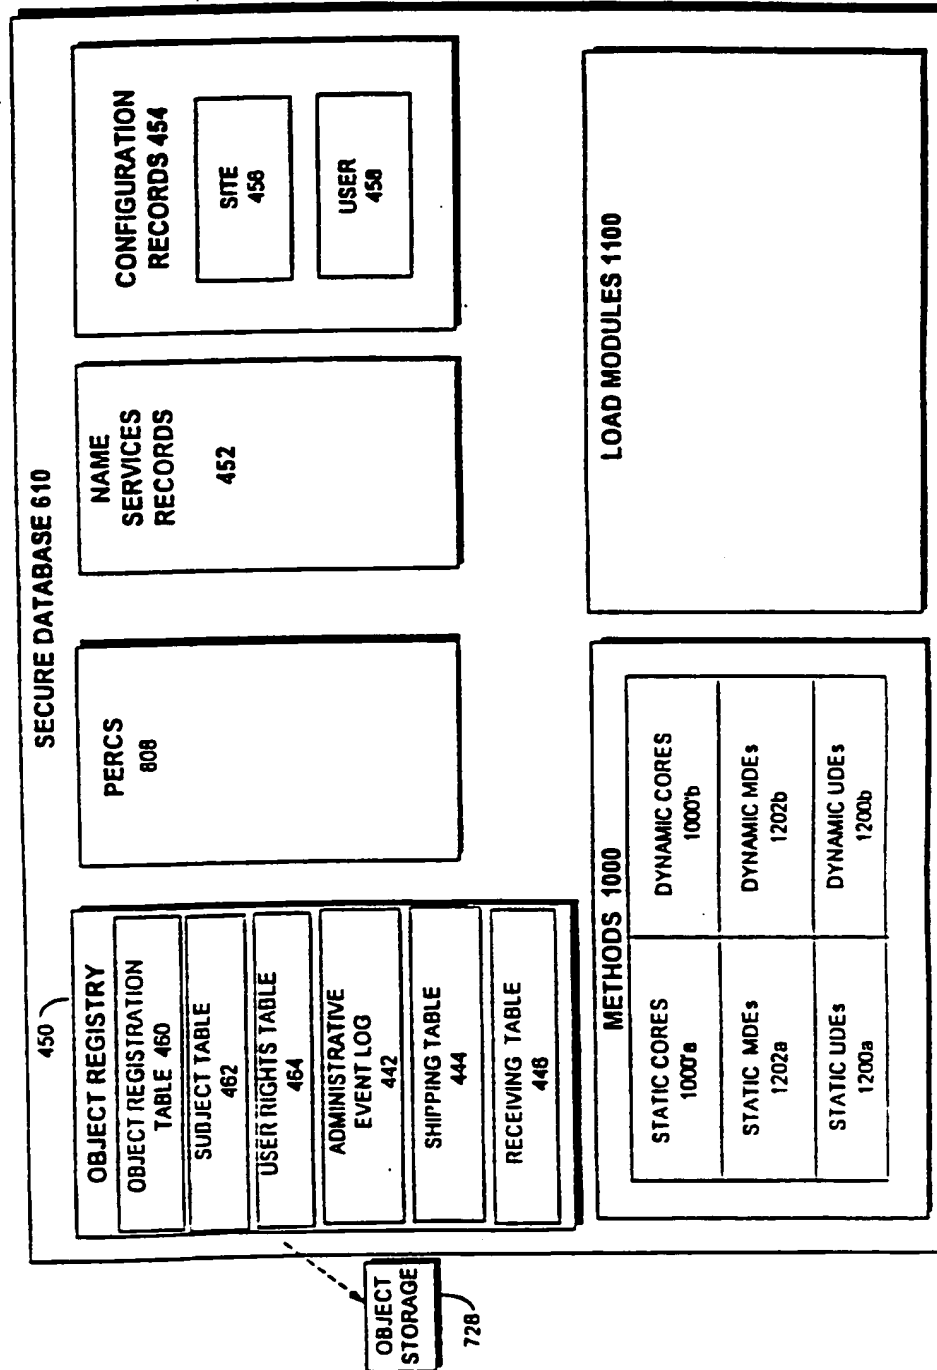 SECURE DATABASE 610
450
OBJECT REGISTRY
OBJECT REGISTRATION
TABLE 460
SUBJECT TABLE
462
USER RIGHTS TABLE
464
ADMINISTRATIVE
EVENT LOG
442
SHIPPING TABLE
444
RECEIVING TABLE
446
PERCS
808
NAME
SERVICES
RECORDS
452
CONFIGURATION
RECORDS 454
SITE
456
USER
458
OBJECT
STORAGE
728
METHODS 1000
STATIC CORES
1000'a
DYNAMIC CORES
1000'b
STATIC MDEs
1202a
DYNAMIC MDEs
1202b
STATIC UDEs
1200a
DYNAMIC UDEs
1200b
LOAD MODULES 1100